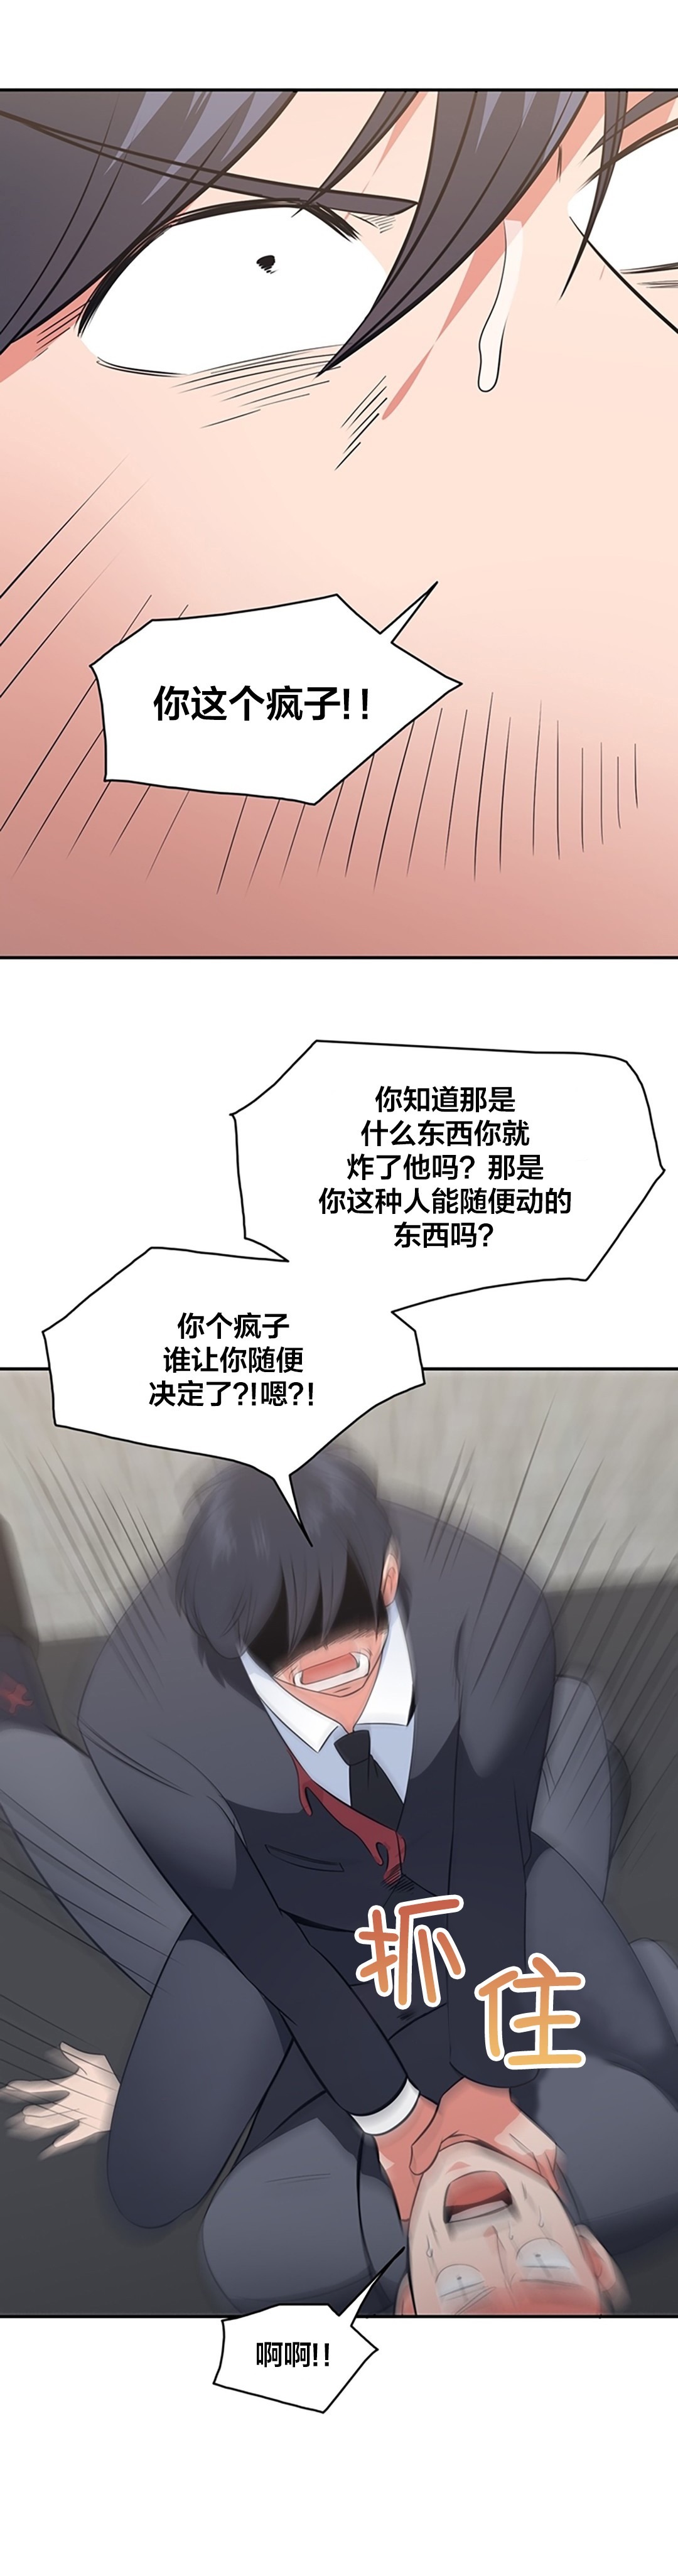 你这个疯子!!
你知道那是
什么东西你就
炸了他吗？那是
你这种人能随便动的
东西吗？
你个疯子
谁让你随便
决定了?!嗯?!
抓住
啊啊!!